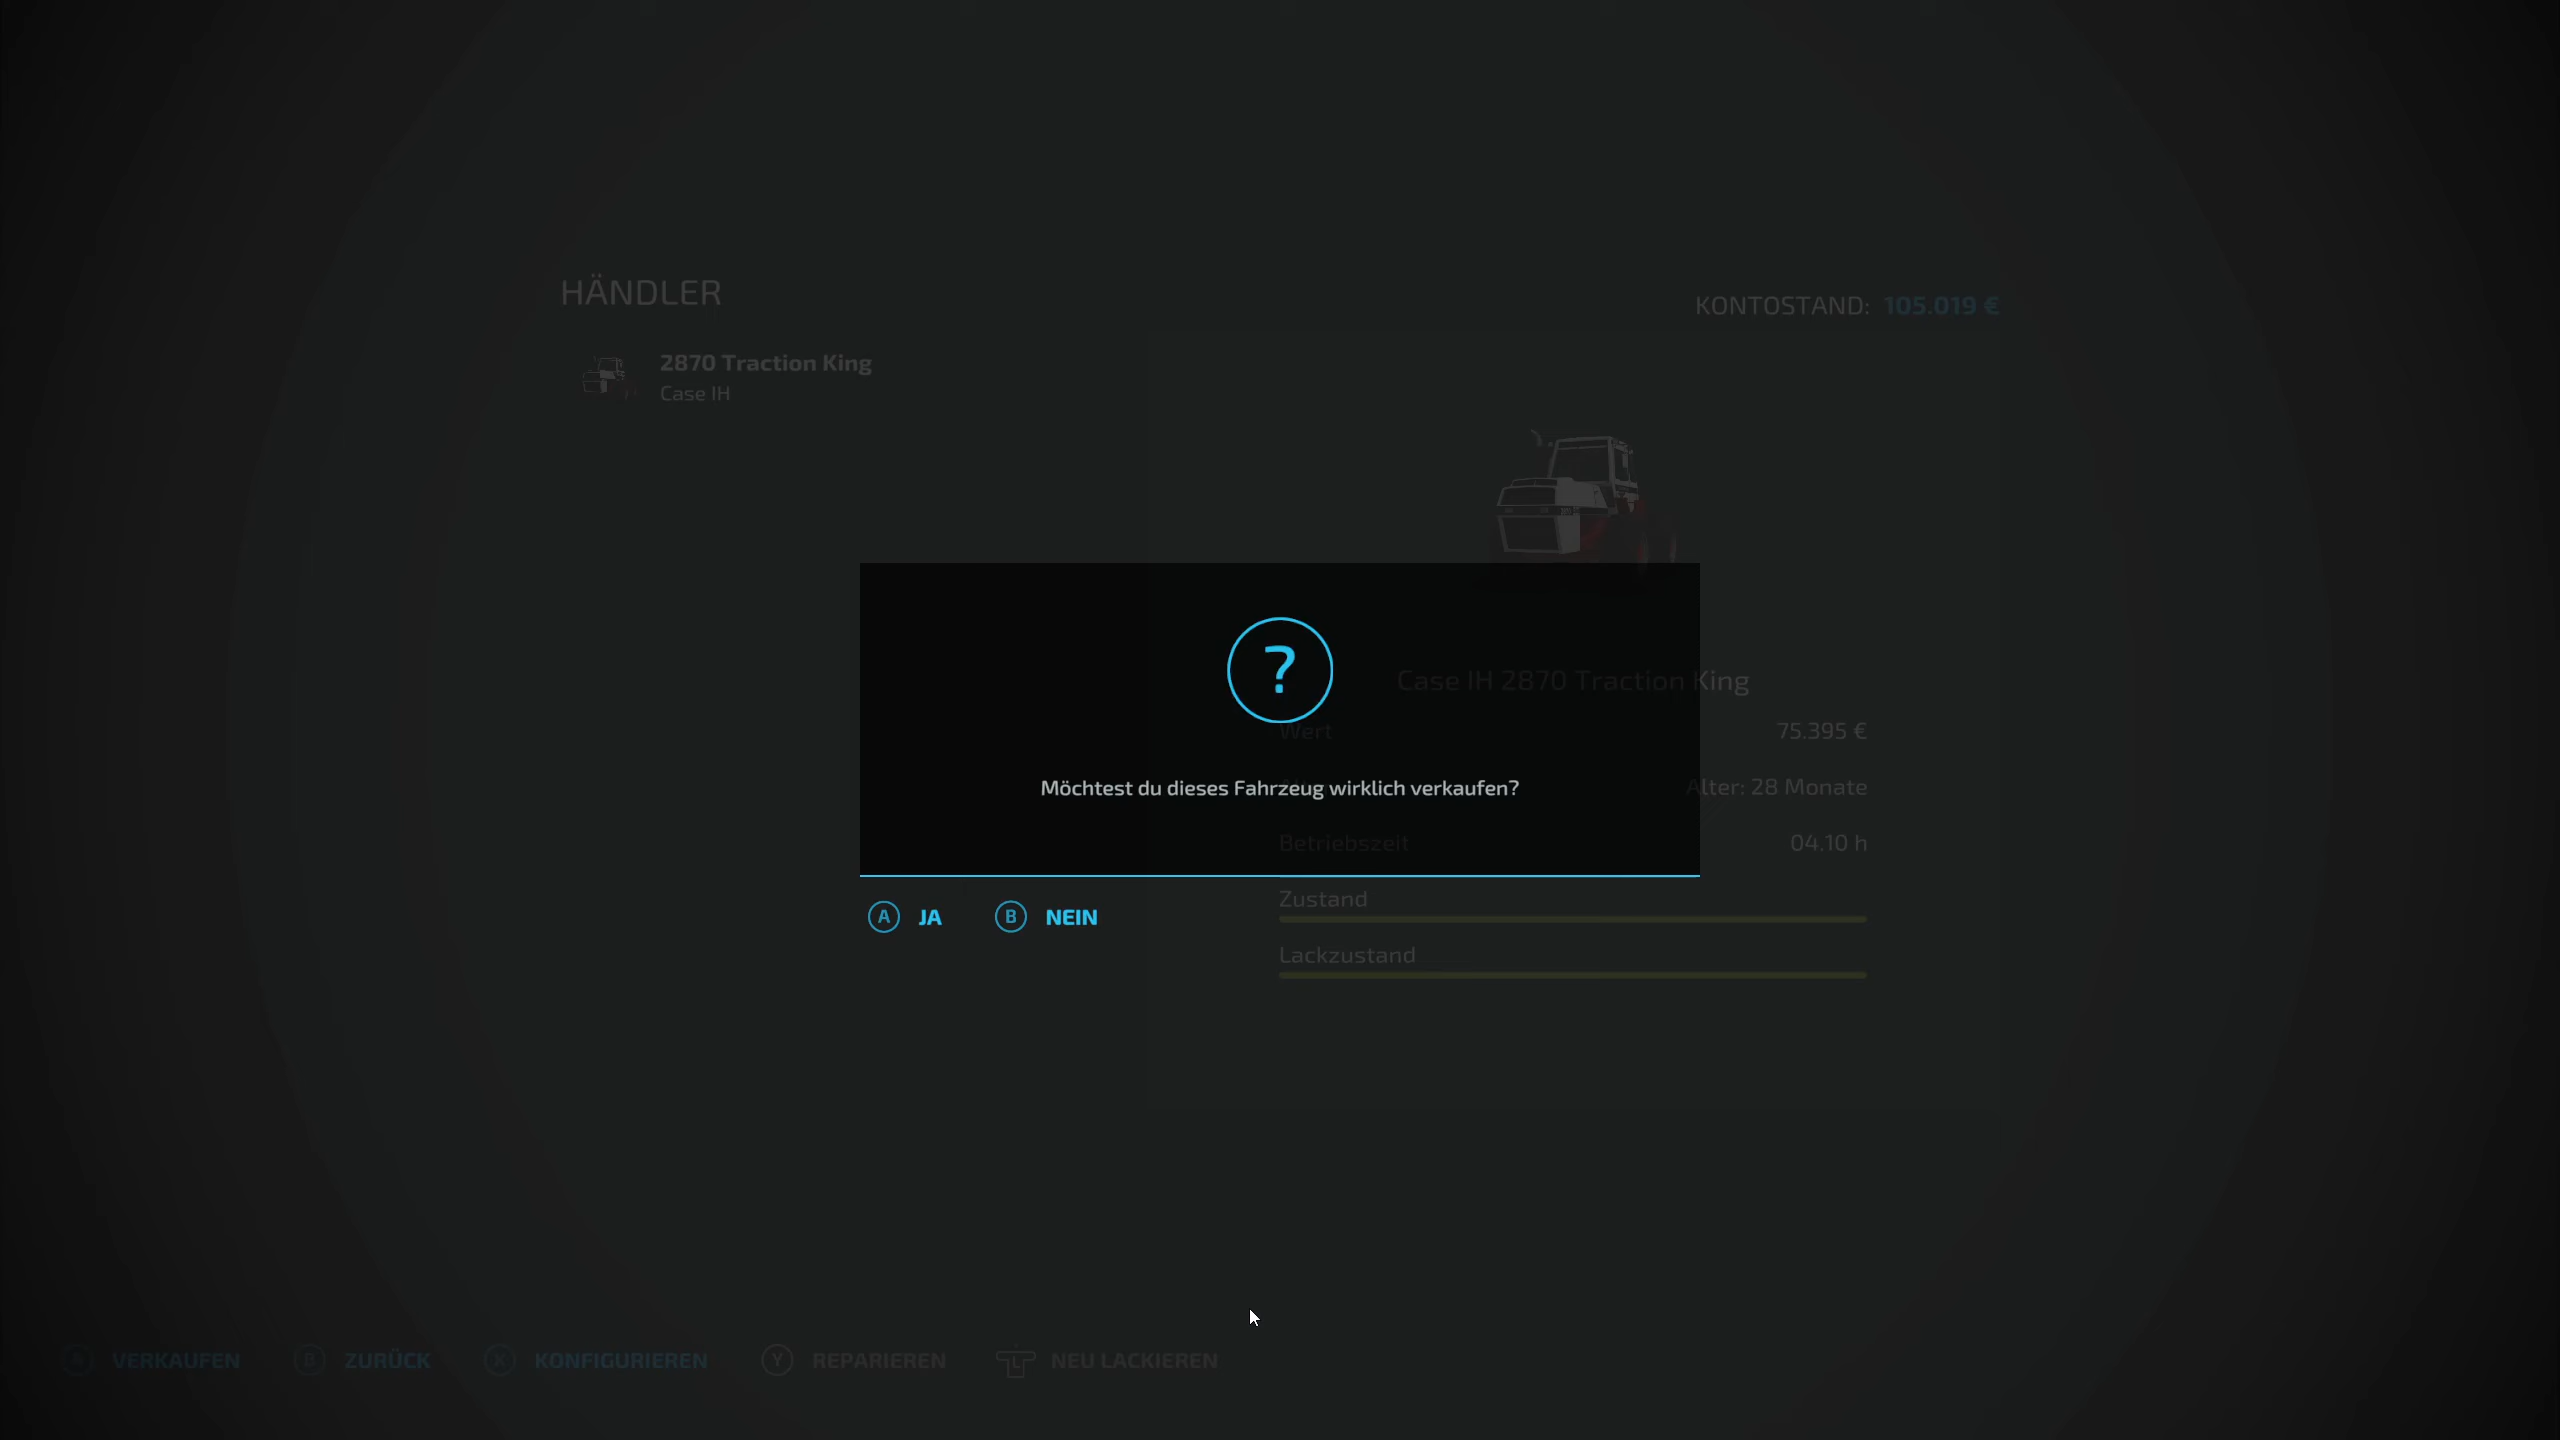 HÄNDLER
KONTOSTAND: 105.019 €
2870 Traction King
Case IH
?
Case IH 2870 Traction King
Wert 75.395 €
Möchtest du dieses Fahrzeug wirklich verkaufen?
Alter: 28 Monate
Betriebszeit 04.10 h
A JA B NEIN
Zustand
Lackzustand
VERKAUFEN B ZURÜCK X KONFIGURIEREN Y REPARIEREN L NEU LACKIEREN